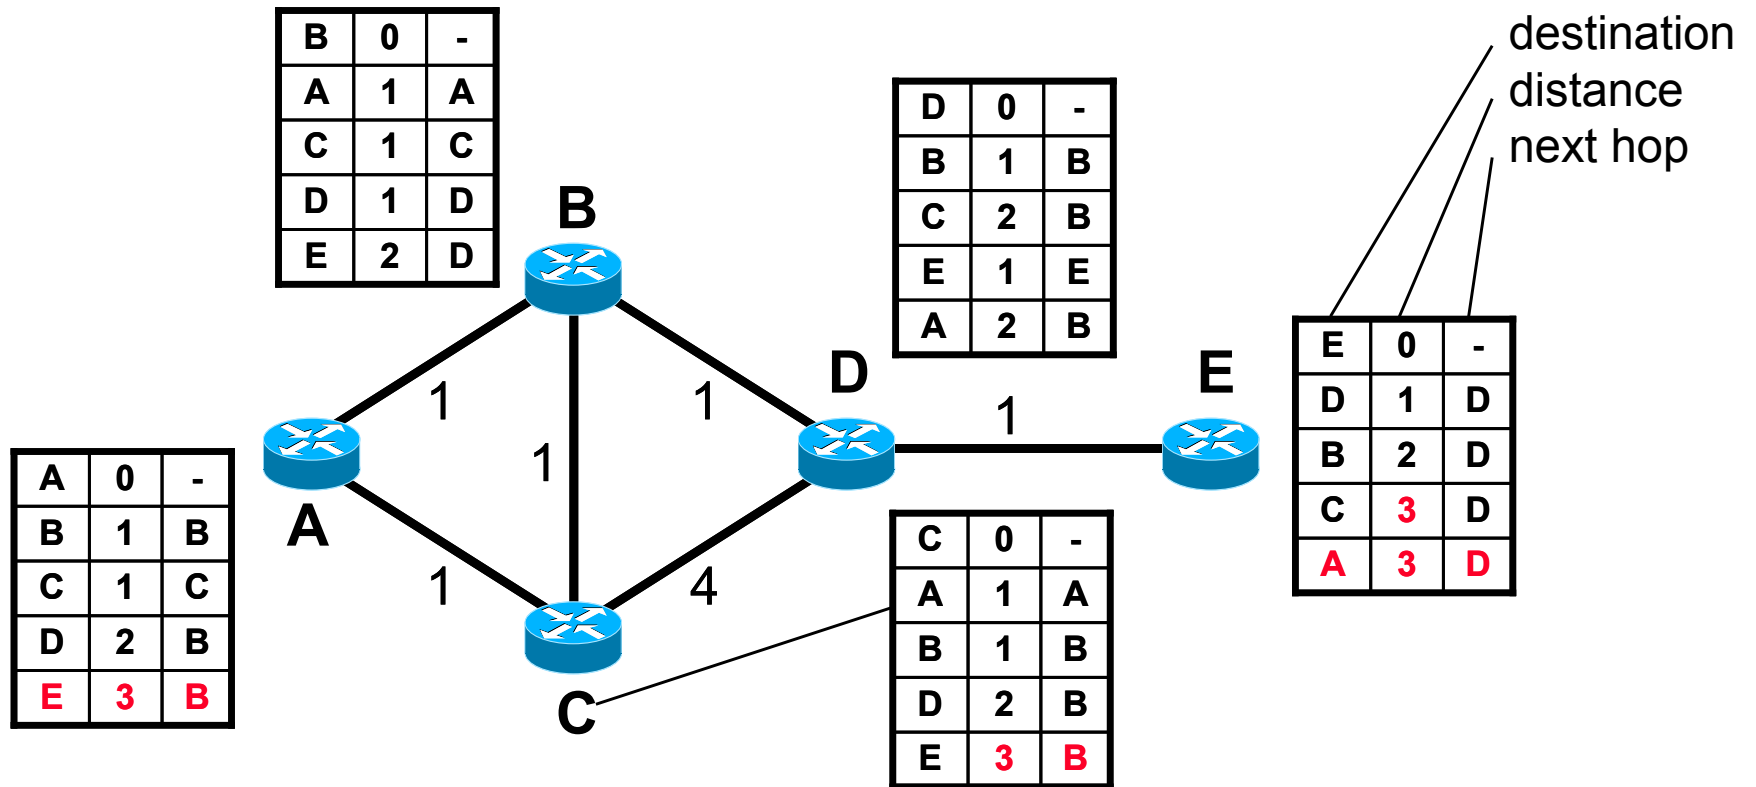 destination
distance
next hop
B 0 -
A 1 A
C 1 C
D 1 D
E 2 D
D 0 -
B 1 B
C 2 B
E 1 E
A 2 B
B
D
E
1
1
1
1
1
4
A
C
E 0 -
D 1 D
B 2 D
C 3 D
A 3 D
A 0 -
B 1 B
C 1 C
D 2 B
E 3 B
C 0 -
A 1 A
B 1 B
D 2 B
E 3 B